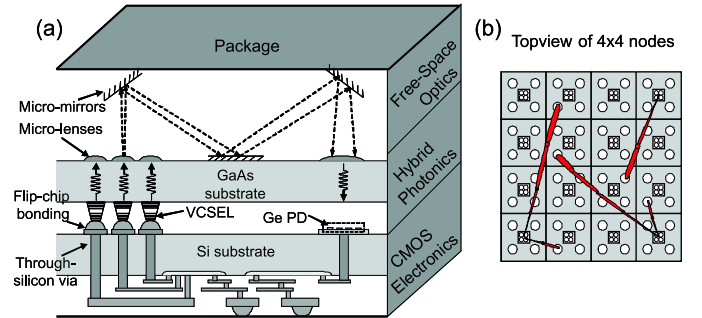 (a)
Package
Free-Space
Optics
Micro-mirrors
Micro-lenses
Hybrid
Photonics
GaAs
substrate
Flip-chip
bonding
VCSEL
Ge PD
Si substrate
CMOS
Electronics
Through-
silicon via
(b)
Topview of 4x4 nodes